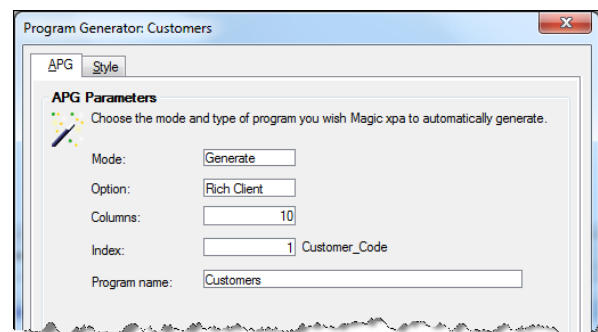 Program Generator: Customers
x
APG Style
APG Parameters
Choose the mode and type of program you wish Magic xpa to automatically generate.
Mode: Generate
Option: Rich Client
Columns: 10
Index: 1 Customer_Code
Program name: Customers